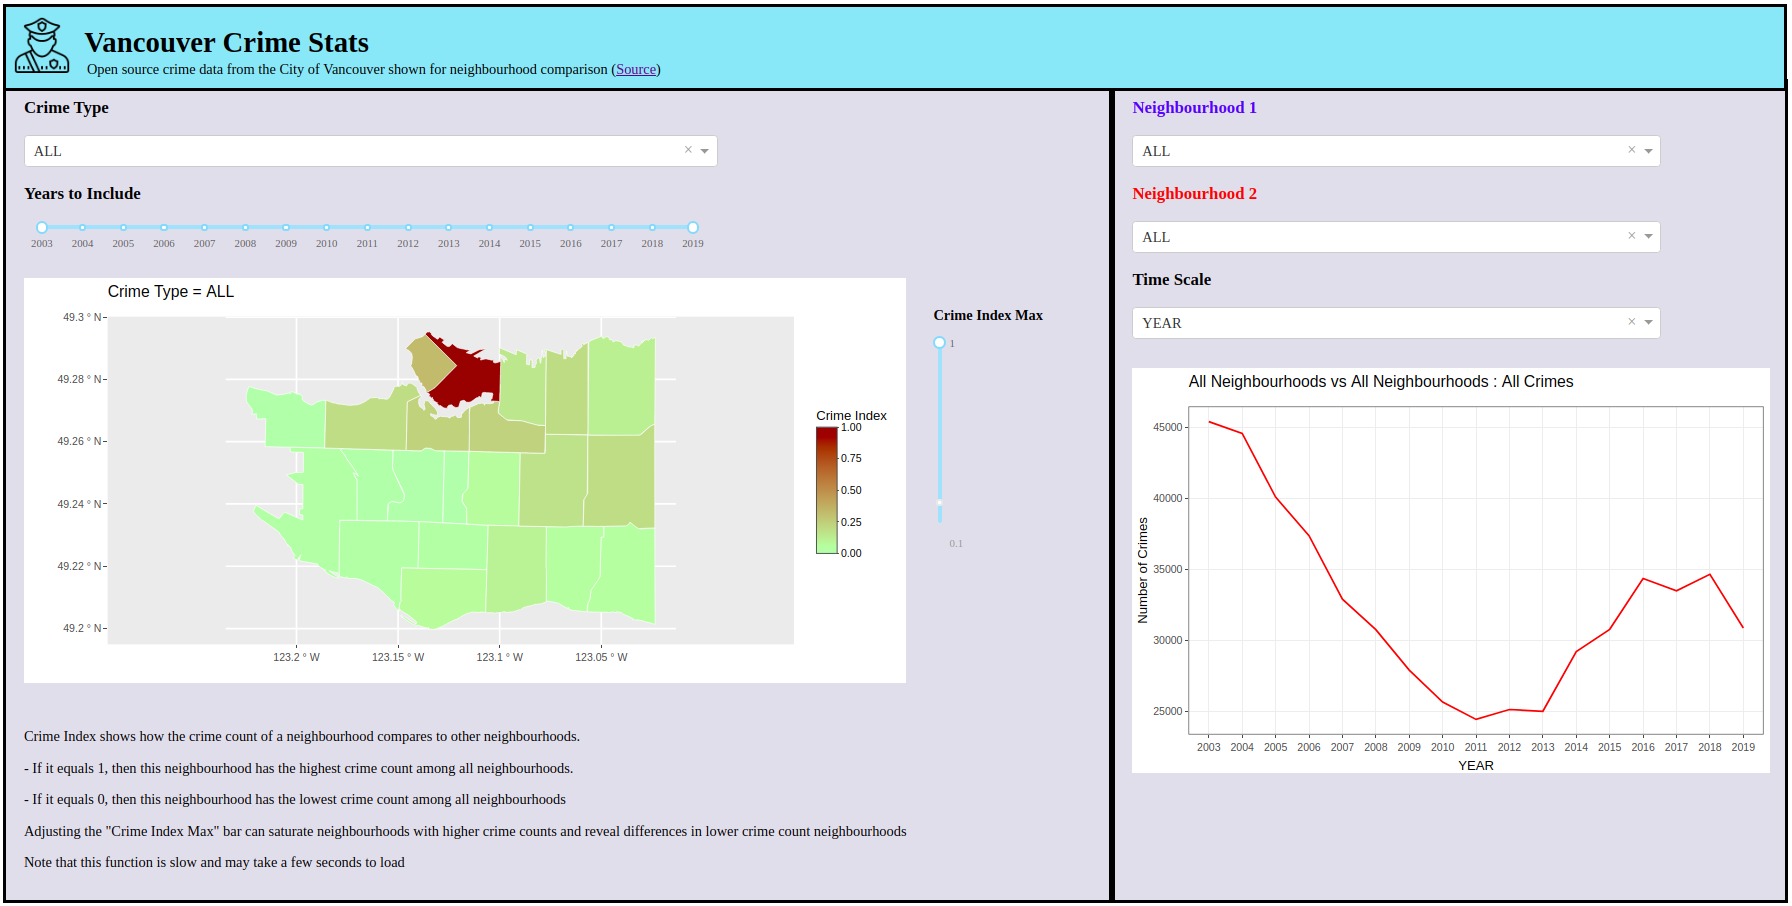 Vancouver Crime Stats
Open source crime data from the City of Vancouver shown for neighbourhood comparison (Source)
Crime Type
ALL
Years to Include
2003 2004 2005 2006 2007 2008 2009 2010 2011 2012 2013 2014 2015 2016 2017 2018 2019
Crime Type = ALL
49.3 ° N
49.28 ° N
49.26 ° N
49.24 ° N
49.22 ° N
49.2 ° N
123.2 ° W 123.15 ° W 123.1 ° W 123.05 ° W
Crime Index
1.00
0.75
0.50
0.25
0.00
Crime Index Max
1
0.1
Crime Index shows how the crime count of a neighbourhood compares to other neighbourhoods.
- If it equals 1, then this neighbourhood has the highest crime count among all neighbourhoods.
- If it equals 0, then this neighbourhood has the lowest crime count among all neighbourhoods
Adjusting the "Crime Index Max" bar can saturate neighbourhoods with higher crime counts and reveal differences in lower crime count neighbourhoods
Note that this function is slow and may take a few seconds to load
Neighbourhood 1
ALL
Neighbourhood 2
ALL
Time Scale
YEAR
All Neighbourhoods vs All Neighbourhoods : All Crimes
Number of Crimes
45000
40000
35000
30000
25000
2003 2004 2005 2006 2007 2008 2009 2010 2011 2012 2013 2014 2015 2016 2017 2018 2019
YEAR